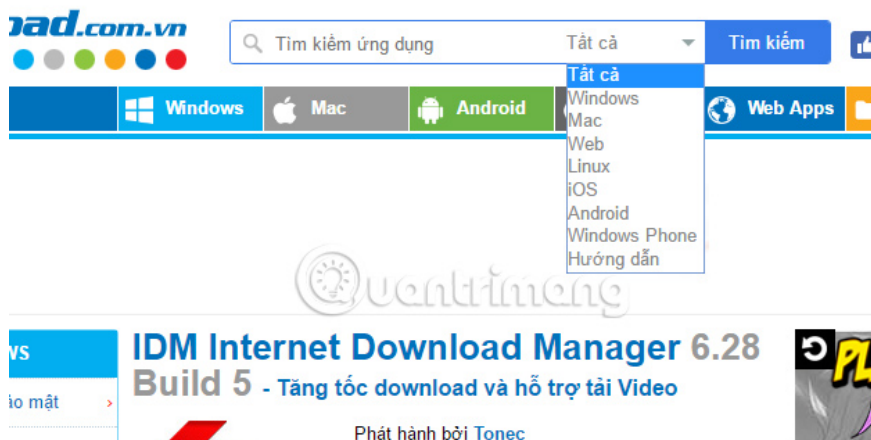 oad.com.vn
Tìm kiếm ứng dụng Tất cả Tìm kiếm
Tất cả
Windows
Mac
Web
Linux
iOS
Android
Windows Phone
Hướng dẫn
Windows Mac Android Web Apps
Quantrimang
WS
IDM Internet Download Manager 6.28
Build 5 - Tăng tốc download và hỗ trợ tải Video
ảo mật ›
Phát hành bởi Tonec
PL